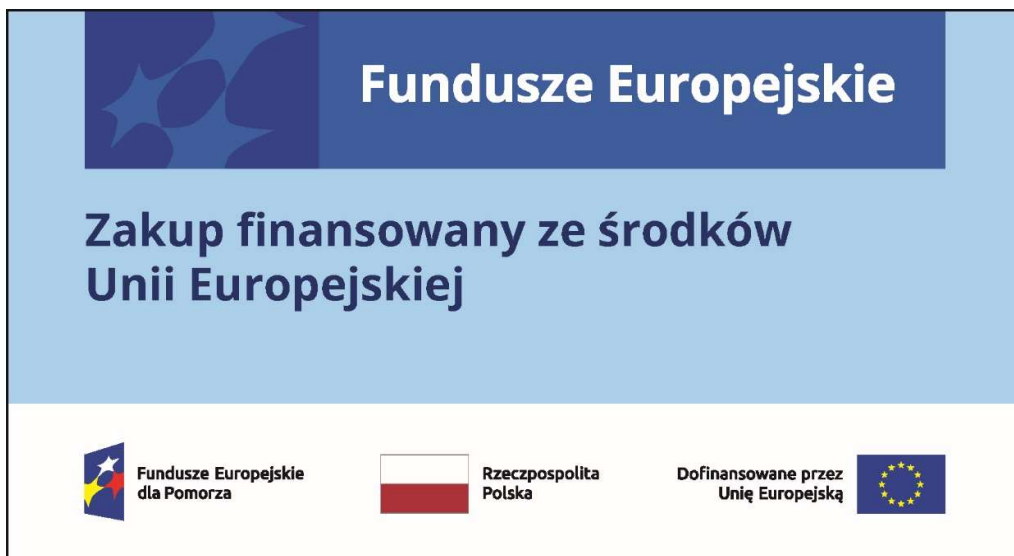 Fundusze Europejskie
Zakup finansowany ze środków
Unii Europejskiej
Fundusze Europejskie
dla Pomorza
Rzeczpospolita
Polska
Dofinansowane przez
Unię Europejską